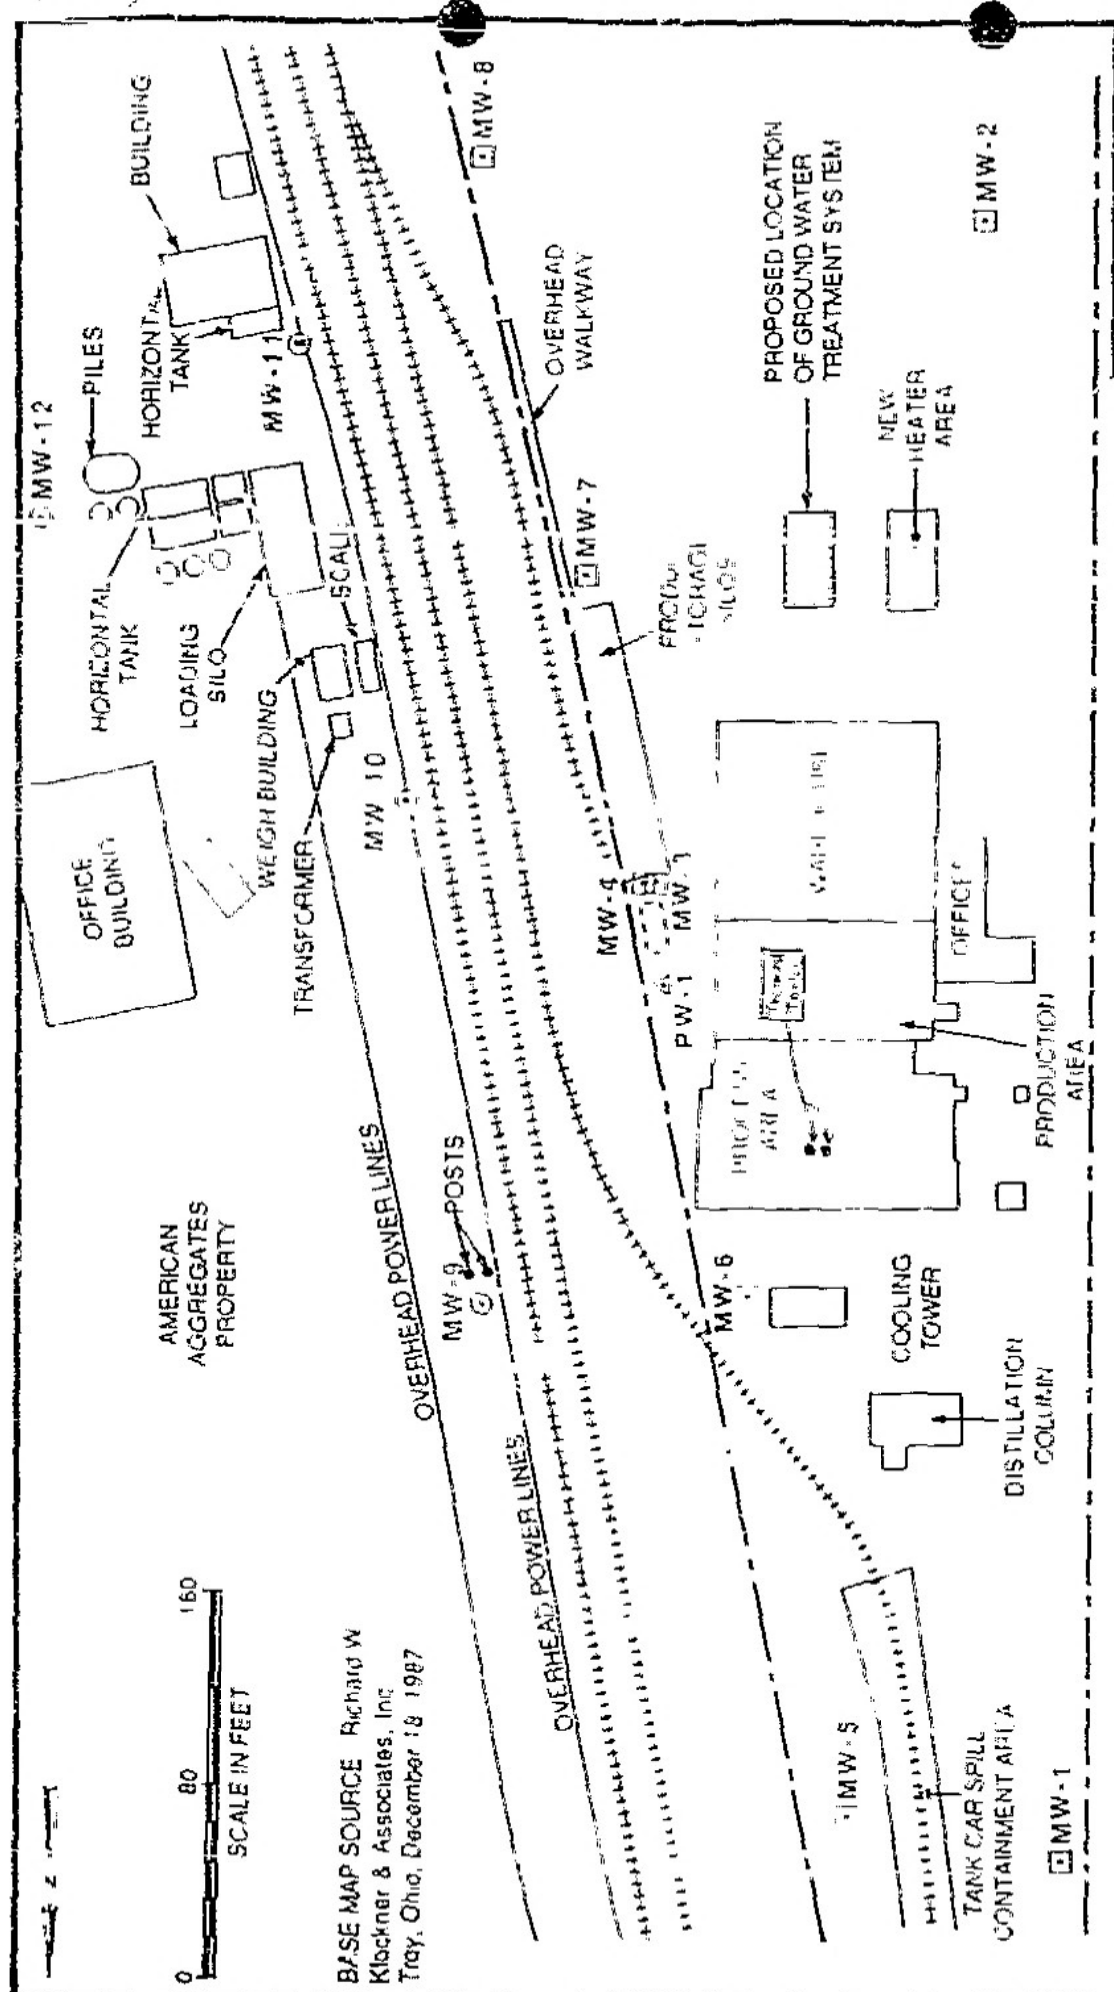 MW-12
PILES
BUILDING
HORIZONTAL
TANK
MW-11
HORIZONTAL
TANK
LOADING
SILO
WEIGH BUILDING
TRANSFORMER
MW 10
OFFICE
BUILDING
MW-8
OVERHEAD
WALKWAY
MW-7
PROPOSED LOCATION
OF GROUND WATER
TREATMENT SYSTEM
NEW
HEATER
AREA
MW-2
MW-4
MW-3
PW-1
OFFICE
AREA
PRODUCTION
AREA
AMERICAN
AGGREGATES
PROPERTY
OVERHEAD POWER LINES
MW-9
POSTS
OVERHEAD POWER LINES
MW-6
COOLING
TOWER
DISTILLATION
COLUMN
MW-5
TANK CAR SPILL
CONTAINMENT AREA
MW-1
Z
0 80 160
SCALE IN FEET
BASE MAP SOURCE Richard W
Klockner & Associates, Inc
Troy, Ohio, December 18 1987